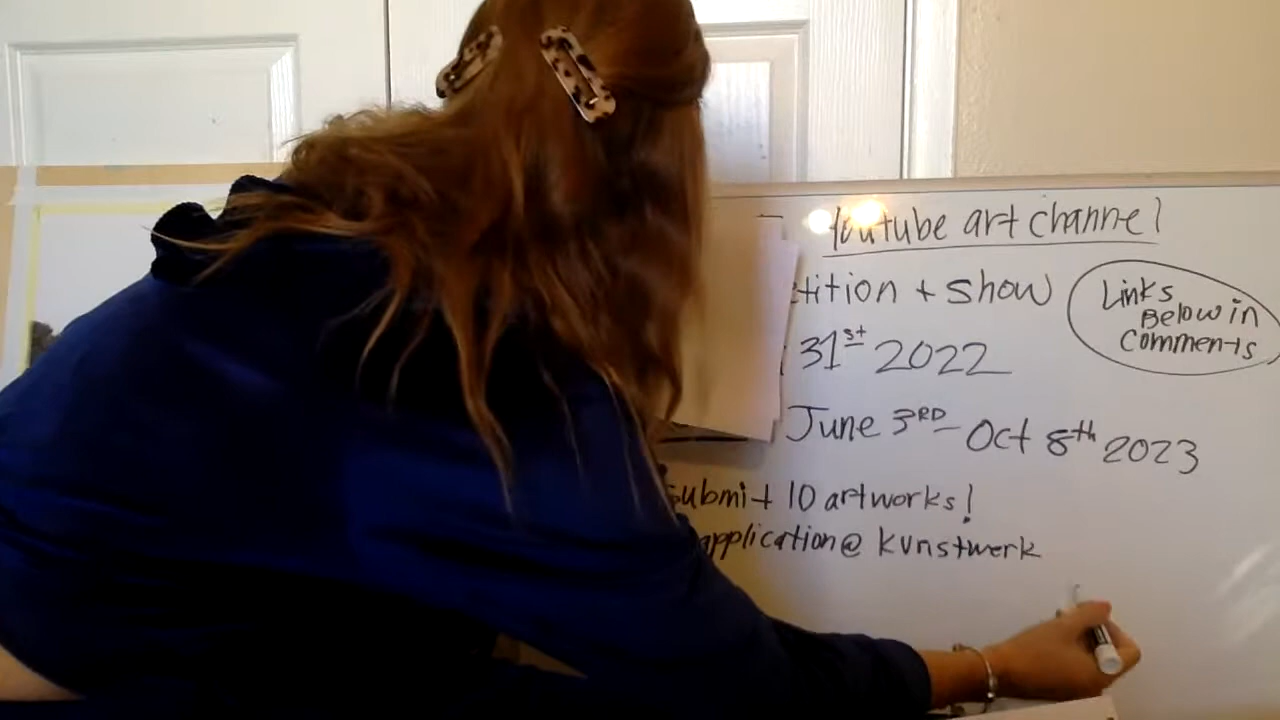 Youtube art channel
+ show
Links
Below in
comments
31st 2022
June 3RD - Oct 8th 2023
submit 10 artworks!
application@ kunstwerk